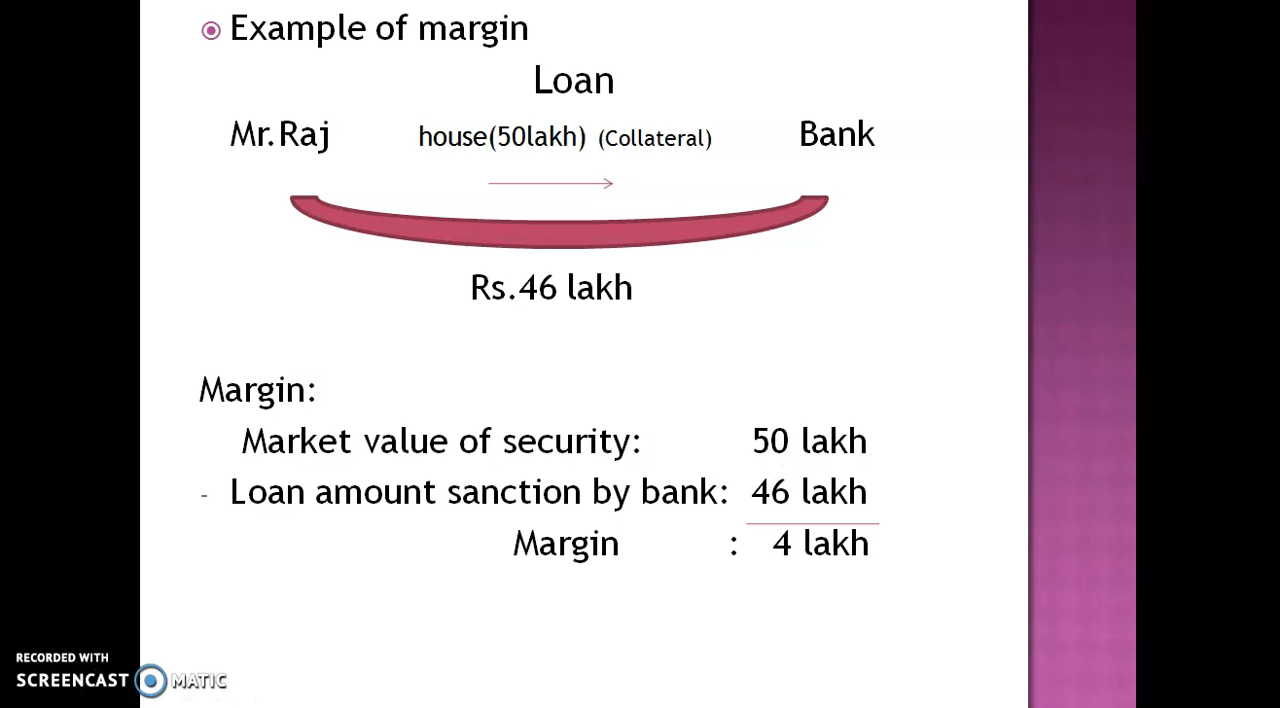 Example of margin
Loan
Mr.Raj house(50lakh) (Collateral) Bank
Rs.46 lakh
Margin:
Market value of security: 50 lakh
- Loan amount sanction by bank: 46 lakh
Margin : 4 lakh
RECORDED WITH
SCREENCAST MATIC